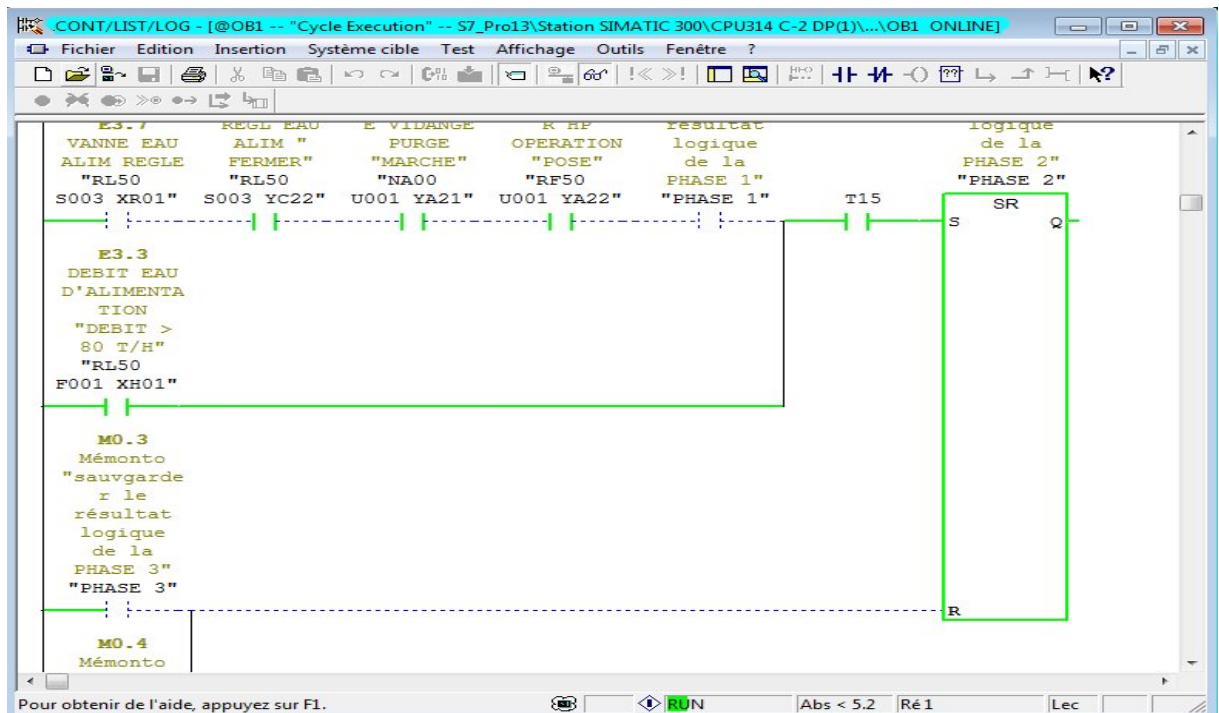 CONT/LIST/LOG - [@OB1 -- "Cycle Execution" -- S7_Pro13\Station SIMATIC 300\CPU314 C-2 DP(1)\...\OB1 ONLINE]
Fichier Edition Insertion Système cible Test Affichage Outils Fenêtre ?
E3.7 REGL EAU E VIDANGE R HP résultat logique
VANNE EAU ALIM " PURGE OPERATION logique de la
ALIM REGLE FERMER" "MARCHE" "POSE" de la PHASE 2"
"RL50 "RL50 "NA00 "RF50 PHASE 1" "PHASE 2"
S003 XR01" S003 YC22" U001 YA21" U001 YA22" "PHASE 1" T15 SR
S Q
E3.3
DEBIT EAU
D'ALIMENTA
TION
"DEBIT >
80 T/H"
"RL50
F001 XH01"
M0.3
Mémonto
"sauvgarde
r le
résultat
logique
de la
PHASE 3"
"PHASE 3"
R
M0.4
Mémonto
Pour obtenir de l'aide, appuyez sur F1. RUN Abs < 5.2 Ré 1 Lec